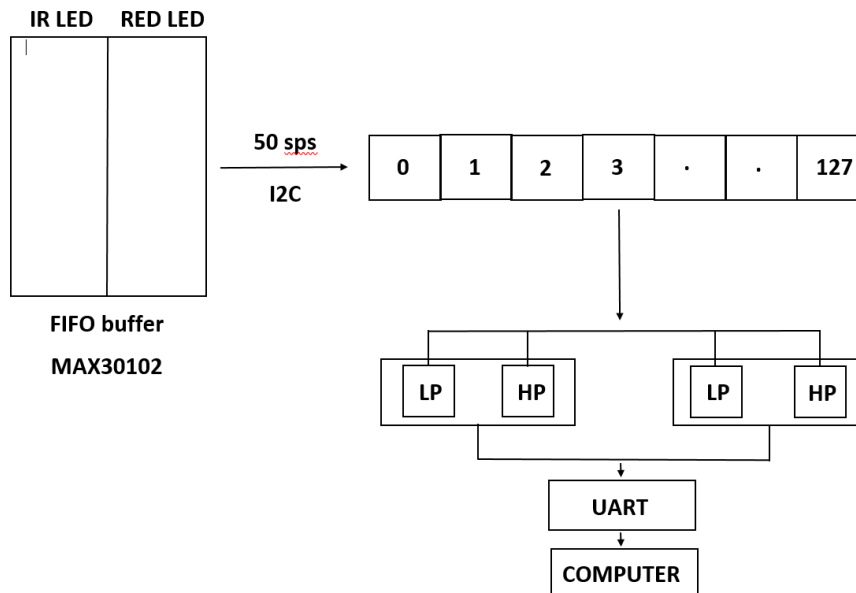 IR LED RED LED
50 sps
I2C
0 1 2 3 . . 127
FIFO buffer
MAX30102
LP HP LP HP
UART
COMPUTER